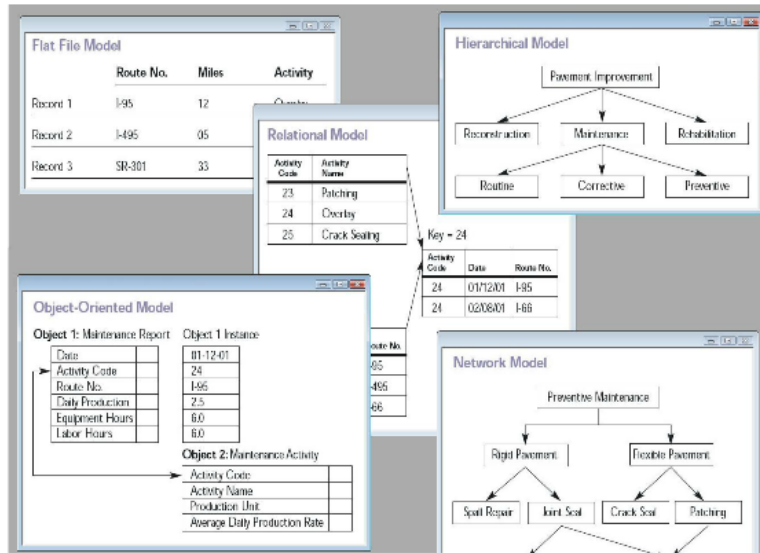 Flat File Model
Route No. Miles Activity
Record 1 I-95 12 Overlay
Record 2 I-495 05
Record 3 SR-301 33
Hierarchical Model
Pavement Improvement
Reconstruction Maintenance Rehabilitation
Routine Corrective Preventive
Relational Model
Activity Code Activity Name
23 Patching
24 Overlay
25 Crack Sealing
Key = 24
Activity Code Date Route No.
24 01/12/01 I-95
24 02/08/01 I-66
oute No.
-95
-495
-66
Object-Oriented Model
Object 1: Maintenance Report Object 1 Instance
Date 01-12-01
Activity Code 24
Route No. I-95
Daily Production 2.5
Equipment Hours 6.0
Labor Hours 6.0
Object 2: Maintenance Activity
Activity Code
Activity Name
Production Unit
Average Daily Production Rate
Network Model
Preventive Maintenance
Rigid Pavement Flexible Pavement
Spall Repair Joint Seal Crack Seal Patching